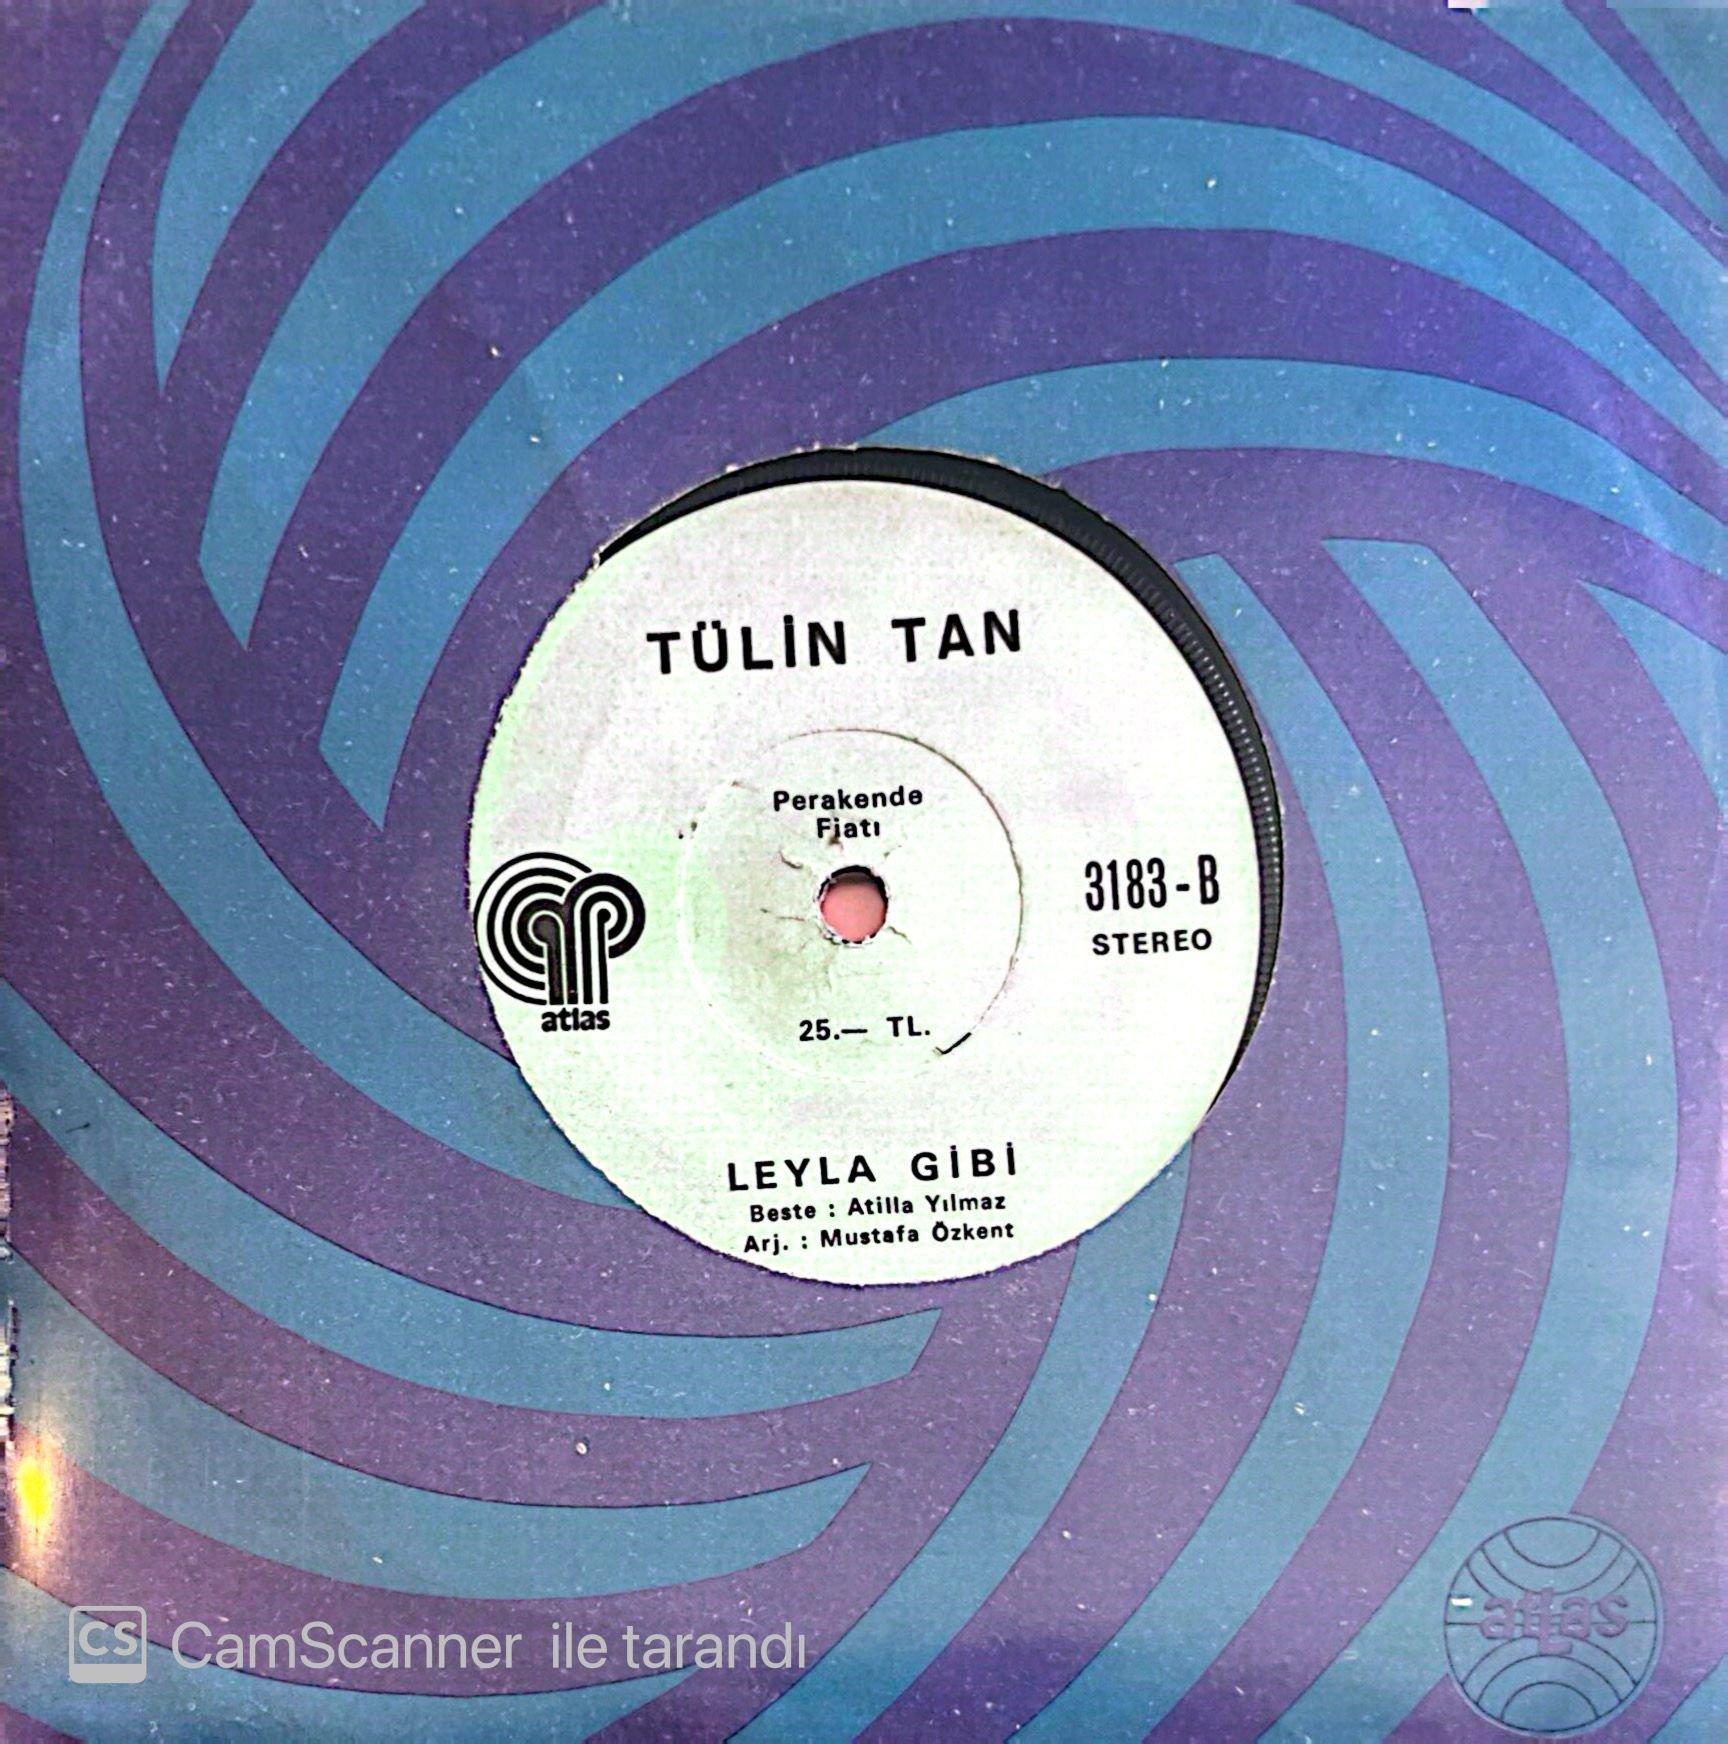 TÜLİN TAN
Perakende
Fiatı
3183-B
STEREO
atlas
25.— TL.
LEYLA GİBİ
Beste : Atilla Yılmaz
Arj. : Mustafa Özkent
atlas
CS CamScanner ile tarandı